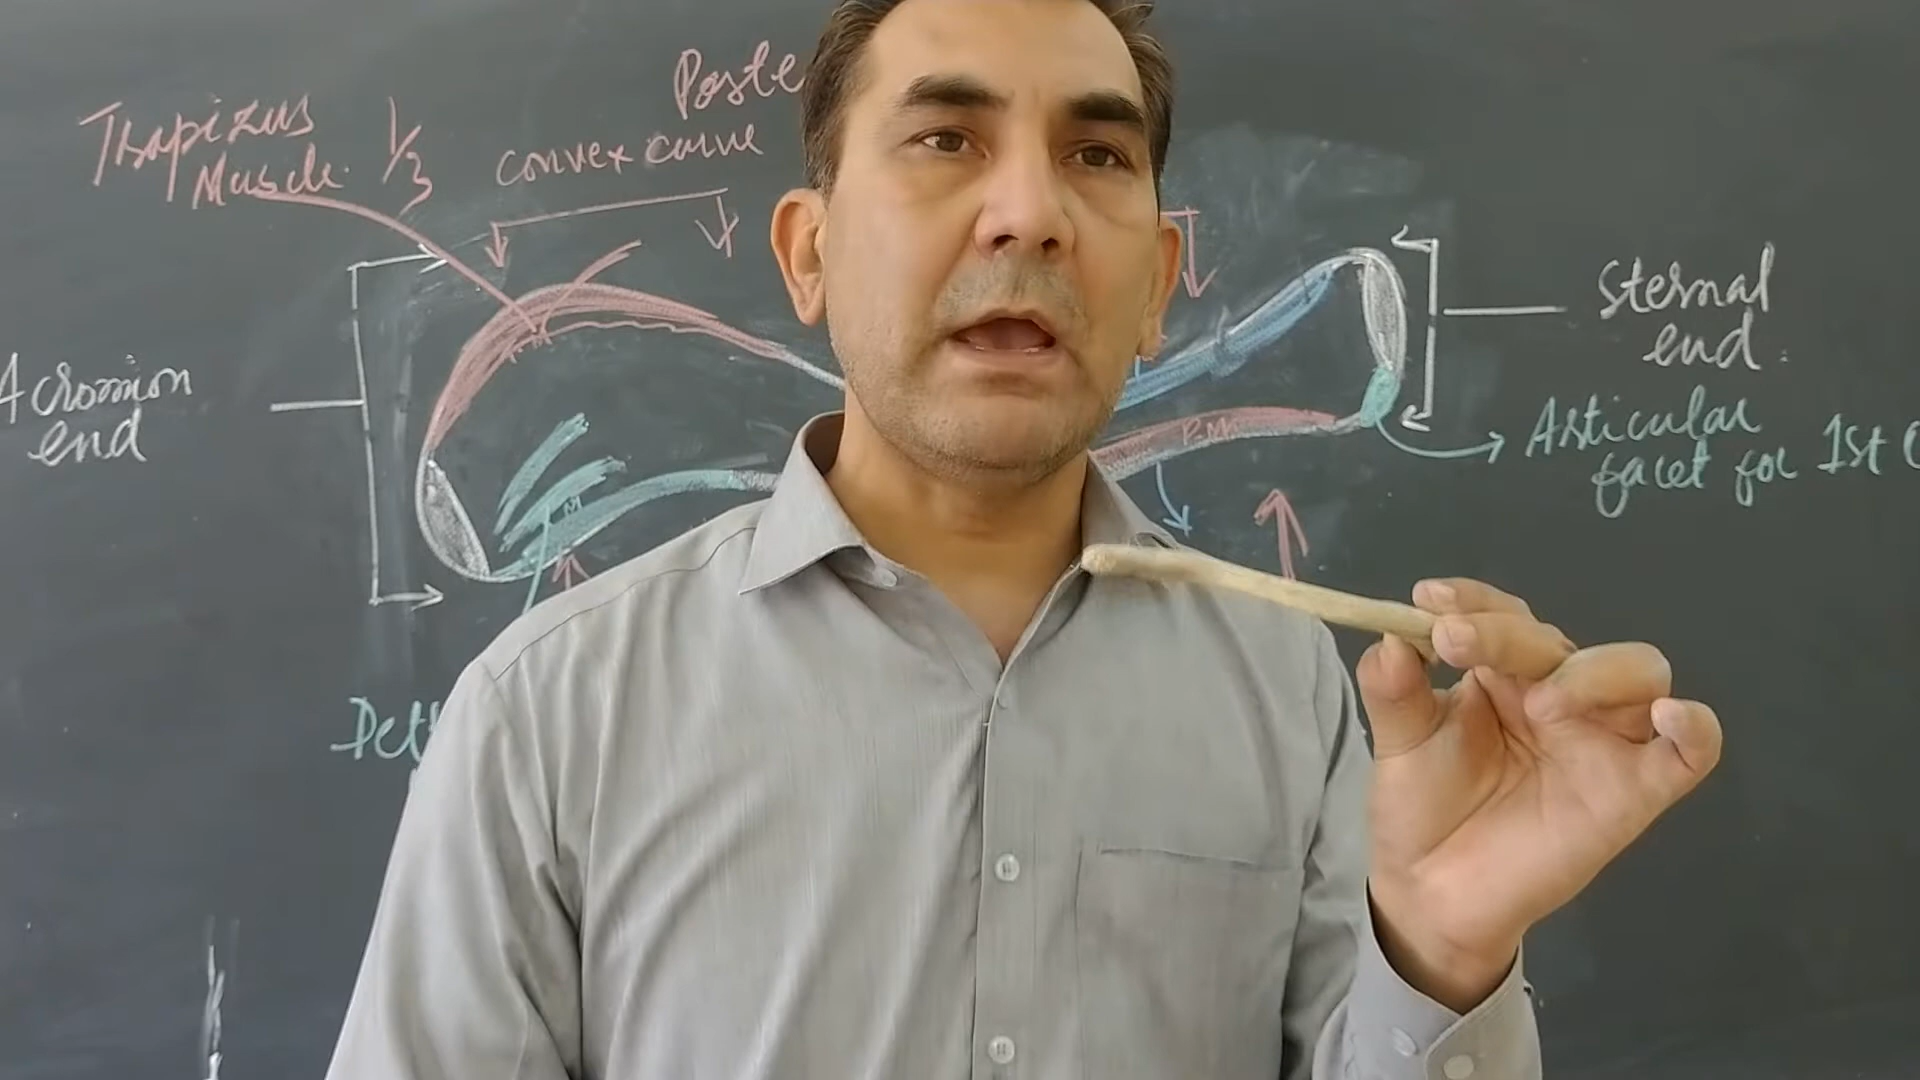 Poste
Trapizus
Muscle 1/3
convex curve
Sternal
end
Acromion
end
Articular
facet for 1st C
P.M
Delt